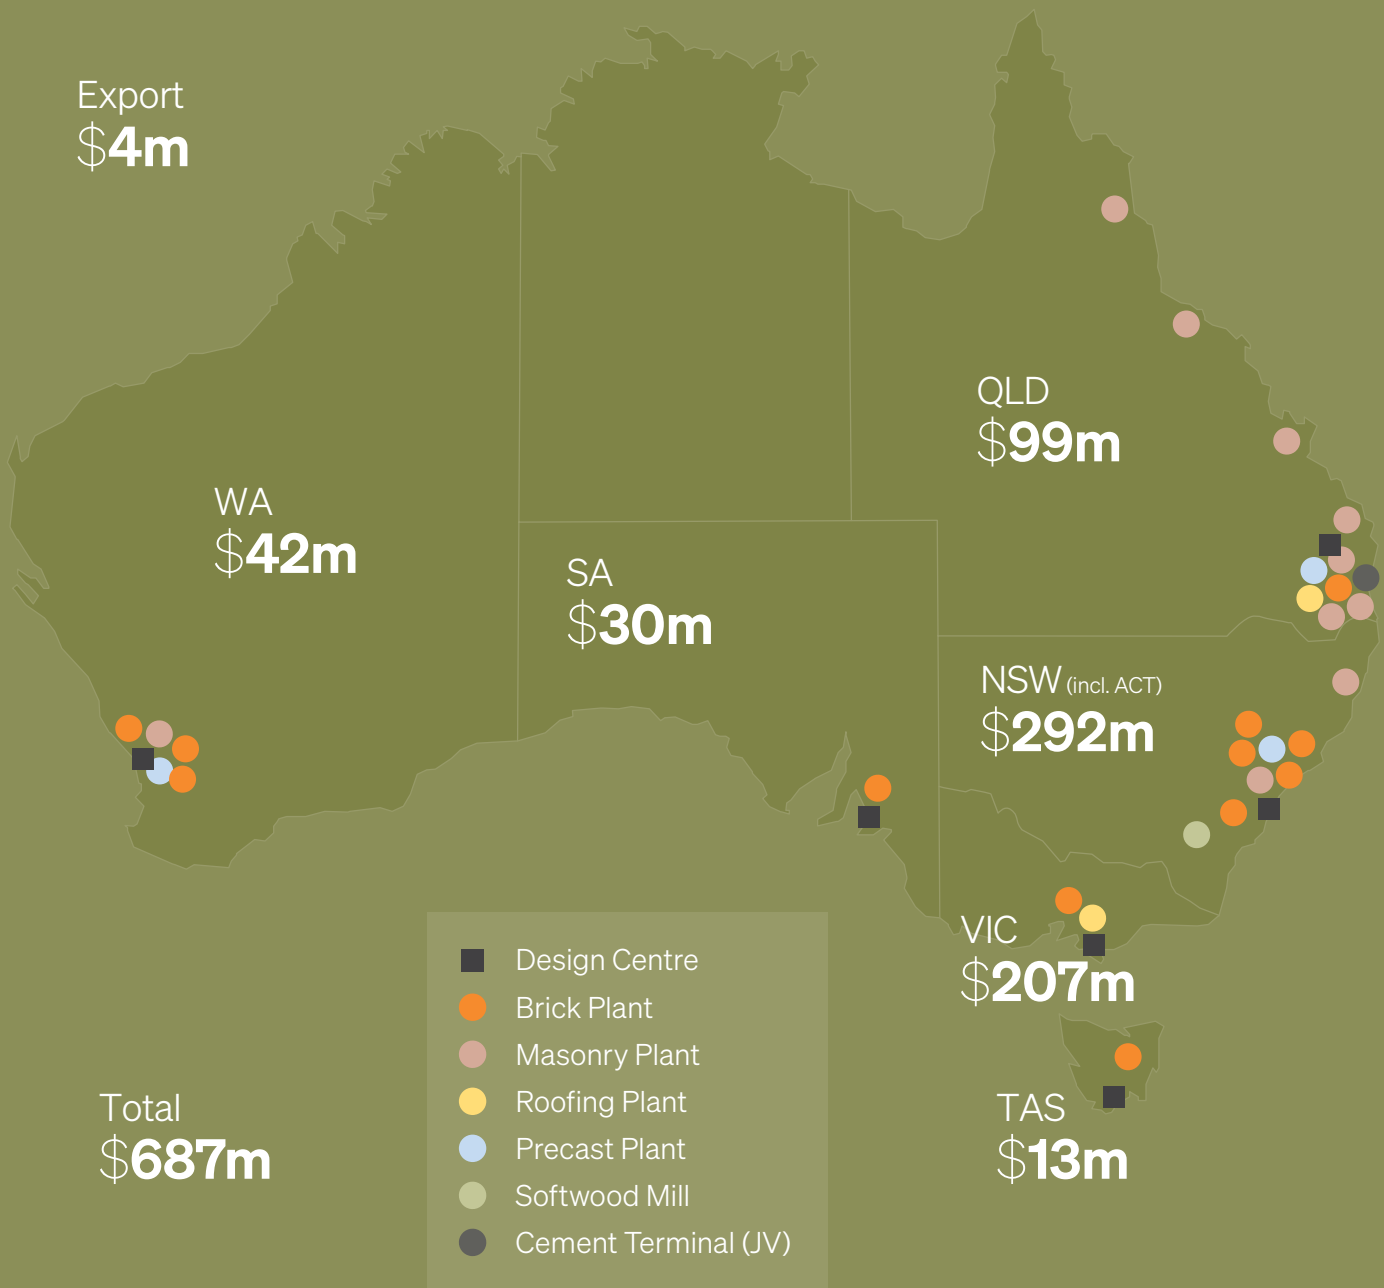 Export
$4m
QLD
$99m
WA
$42m
SA
$30m
NSW (incl. ACT)
$292m
VIC
$207m
Design Centre
Brick Plant
Masonry Plant
Roofing Plant
Precast Plant
Softwood Mill
Cement Terminal (JV)
Total
$687m
TAS
$13m